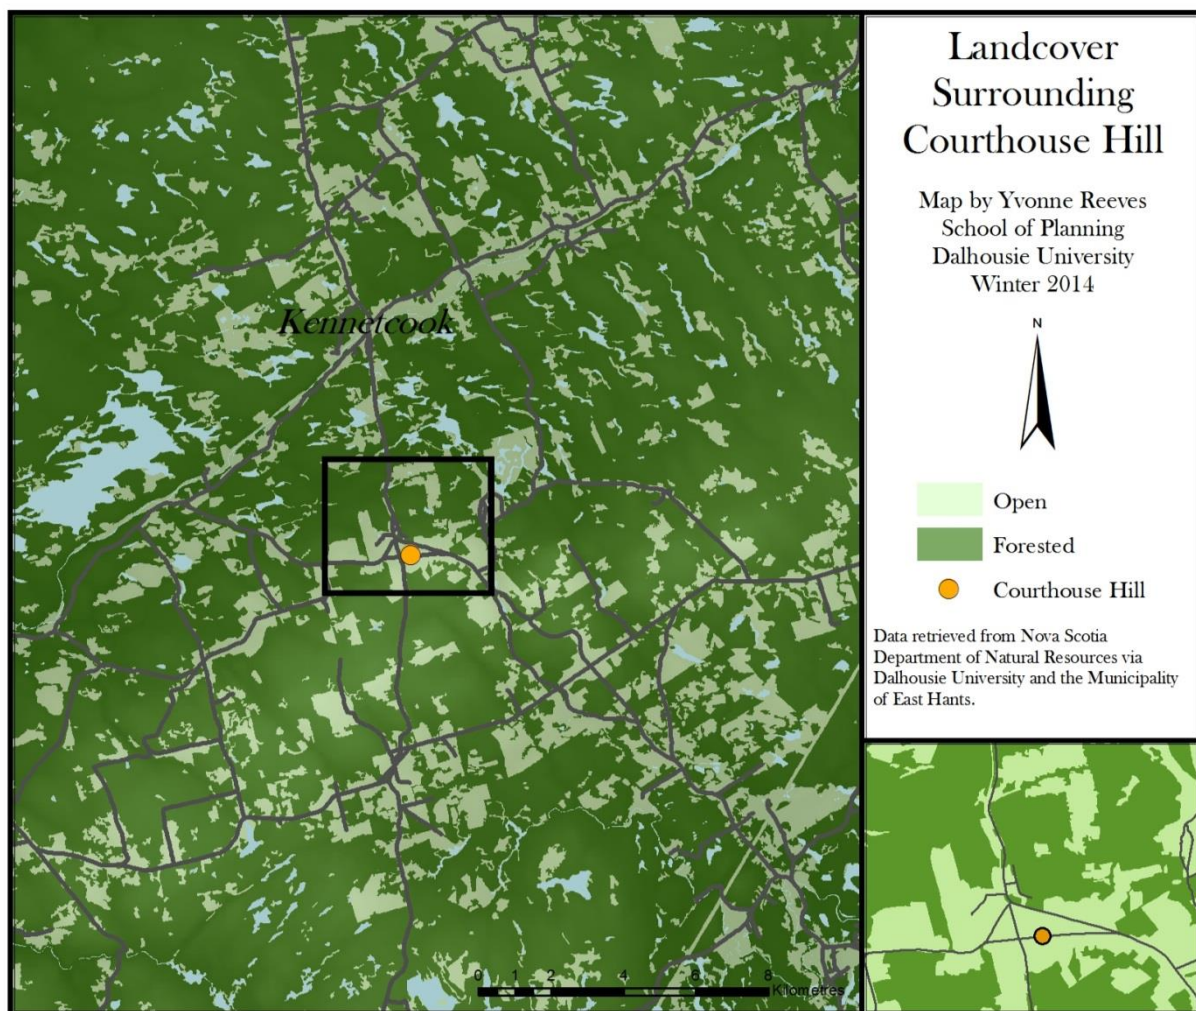 Landcover
Surrounding
Courthouse Hill
Map by Yvonne Reeves
School of Planning
Dalhousie University
Winter 2014
N
Open
Forested
Courthouse Hill
Data retrieved from Nova Scotia
Department of Natural Resources via
Dalhousie University and the Municipality
of East Hants.
Kennetcook
0 1 2 4 6 8
Kilometres